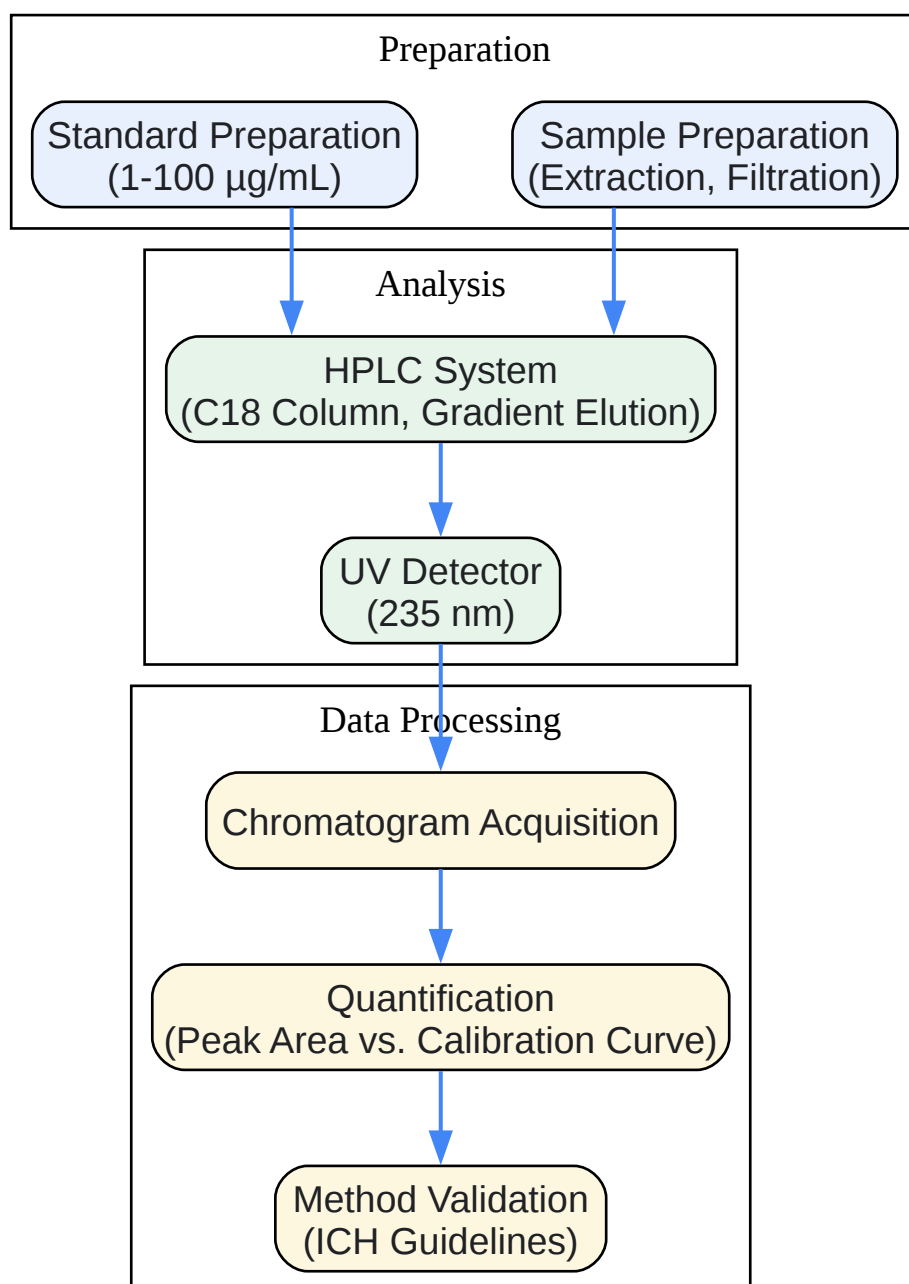 Preparation
Standard Preparation
(1-100 µg/mL)
Sample Preparation
(Extraction, Filtration)
Analysis
HPLC System
(C18 Column, Gradient Elution)
UV Detector
(235 nm)
Data Processing
Chromatogram Acquisition
Quantification
(Peak Area vs. Calibration Curve)
Method Validation
(ICH Guidelines)